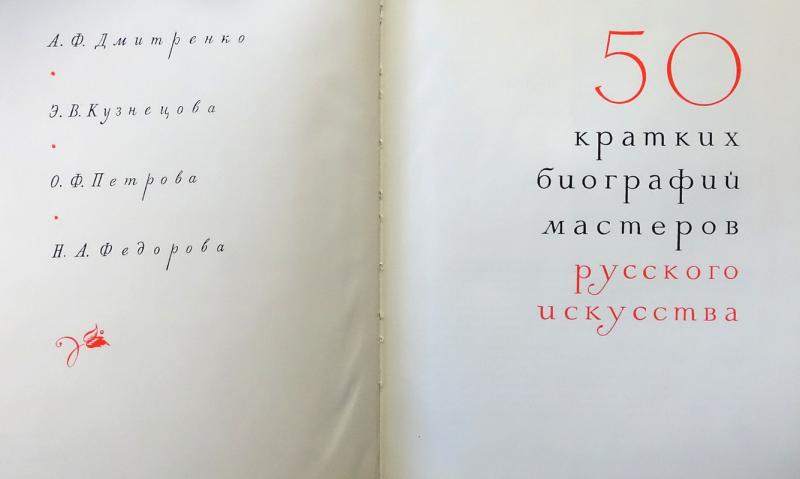 А. Ф. Дмитренко
Э. В. Кузнецова
О. Ф. Петрова
Н. А. Федорова
50
кратких
биографий
мастеров
русского
искусства